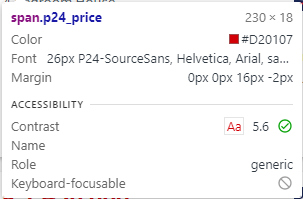 span.p24_price 230 × 18
Color #D20107
Font 26px P24-SourceSans, Helvetica, Arial, sa...
Margin 0px 0px 16px -2px
ACCESSIBILITY
Contrast Aa 5.6
Name
Role generic
Keyboard-focusable